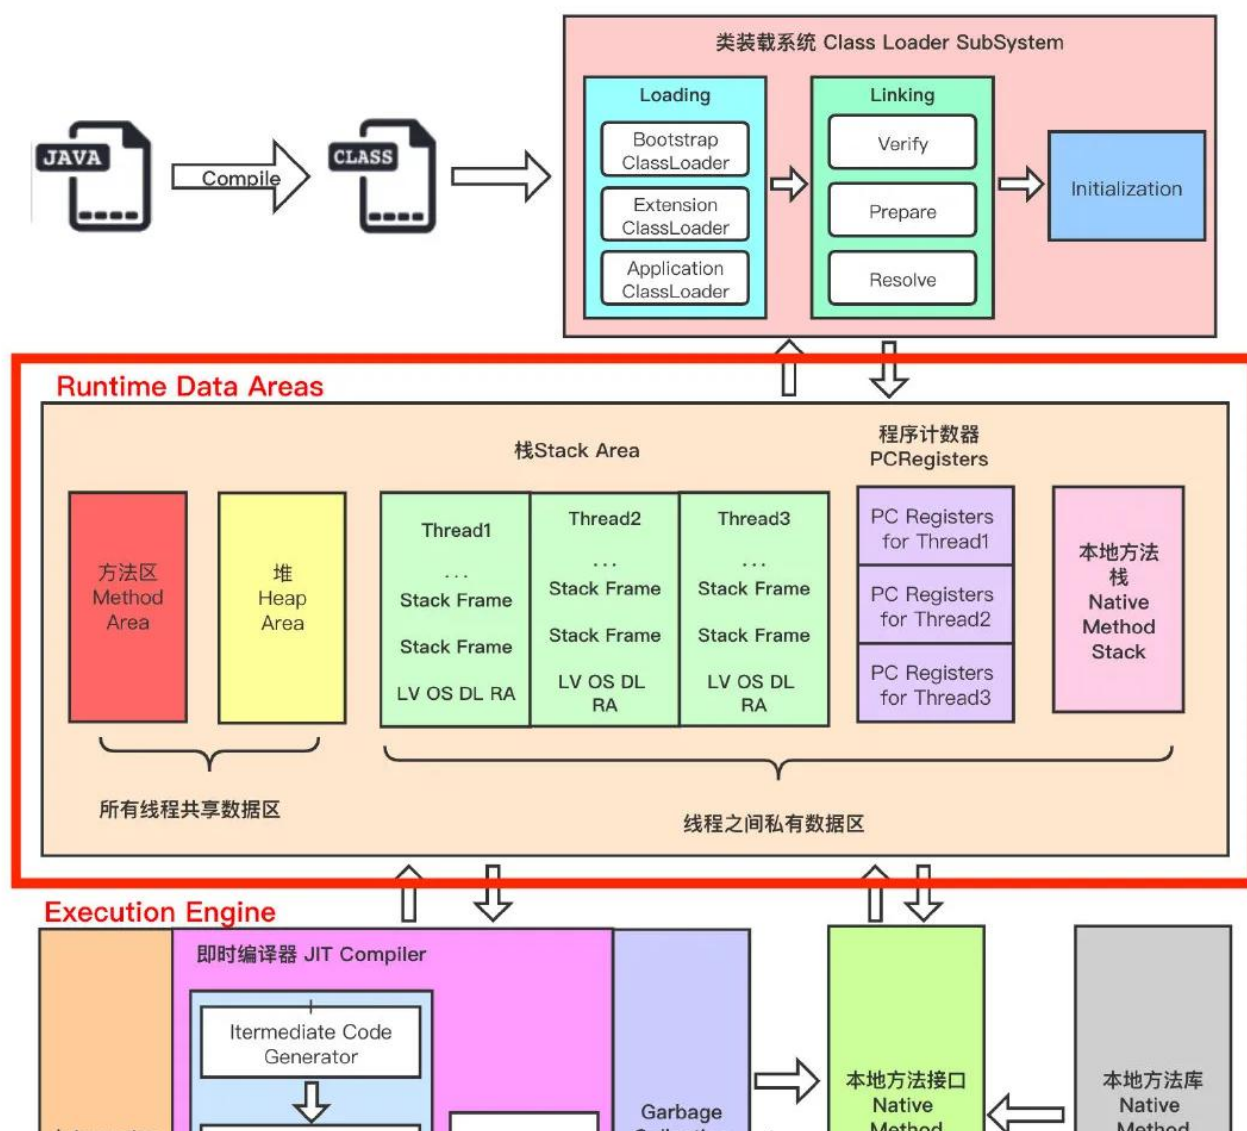 类装载系统 Class Loader SubSystem
JAVA
Compile
CLASS
Loading
Bootstrap
ClassLoader
Extension
ClassLoader
Application
ClassLoader
Linking
Verify
Prepare
Resolve
Initialization
Runtime Data Areas
栈Stack Area
程序计数器
PCRegisters
方法区
Method
Area
堆
Heap
Area
Thread1
...
Stack Frame
Stack Frame
LV OS DL RA
Thread2
...
Stack Frame
Stack Frame
LV OS DL
RA
Thread3
...
Stack Frame
Stack Frame
LV OS DL
RA
PC Registers
for Thread1
PC Registers
for Thread2
PC Registers
for Thread3
本地方法
栈
Native
Method
Stack
所有线程共享数据区
线程之间私有数据区
Execution Engine
即时编译器 JIT Compiler
Itermediate Code
Generator
Garbage
本地方法接口
Native
Method
本地方法库
Native
Method